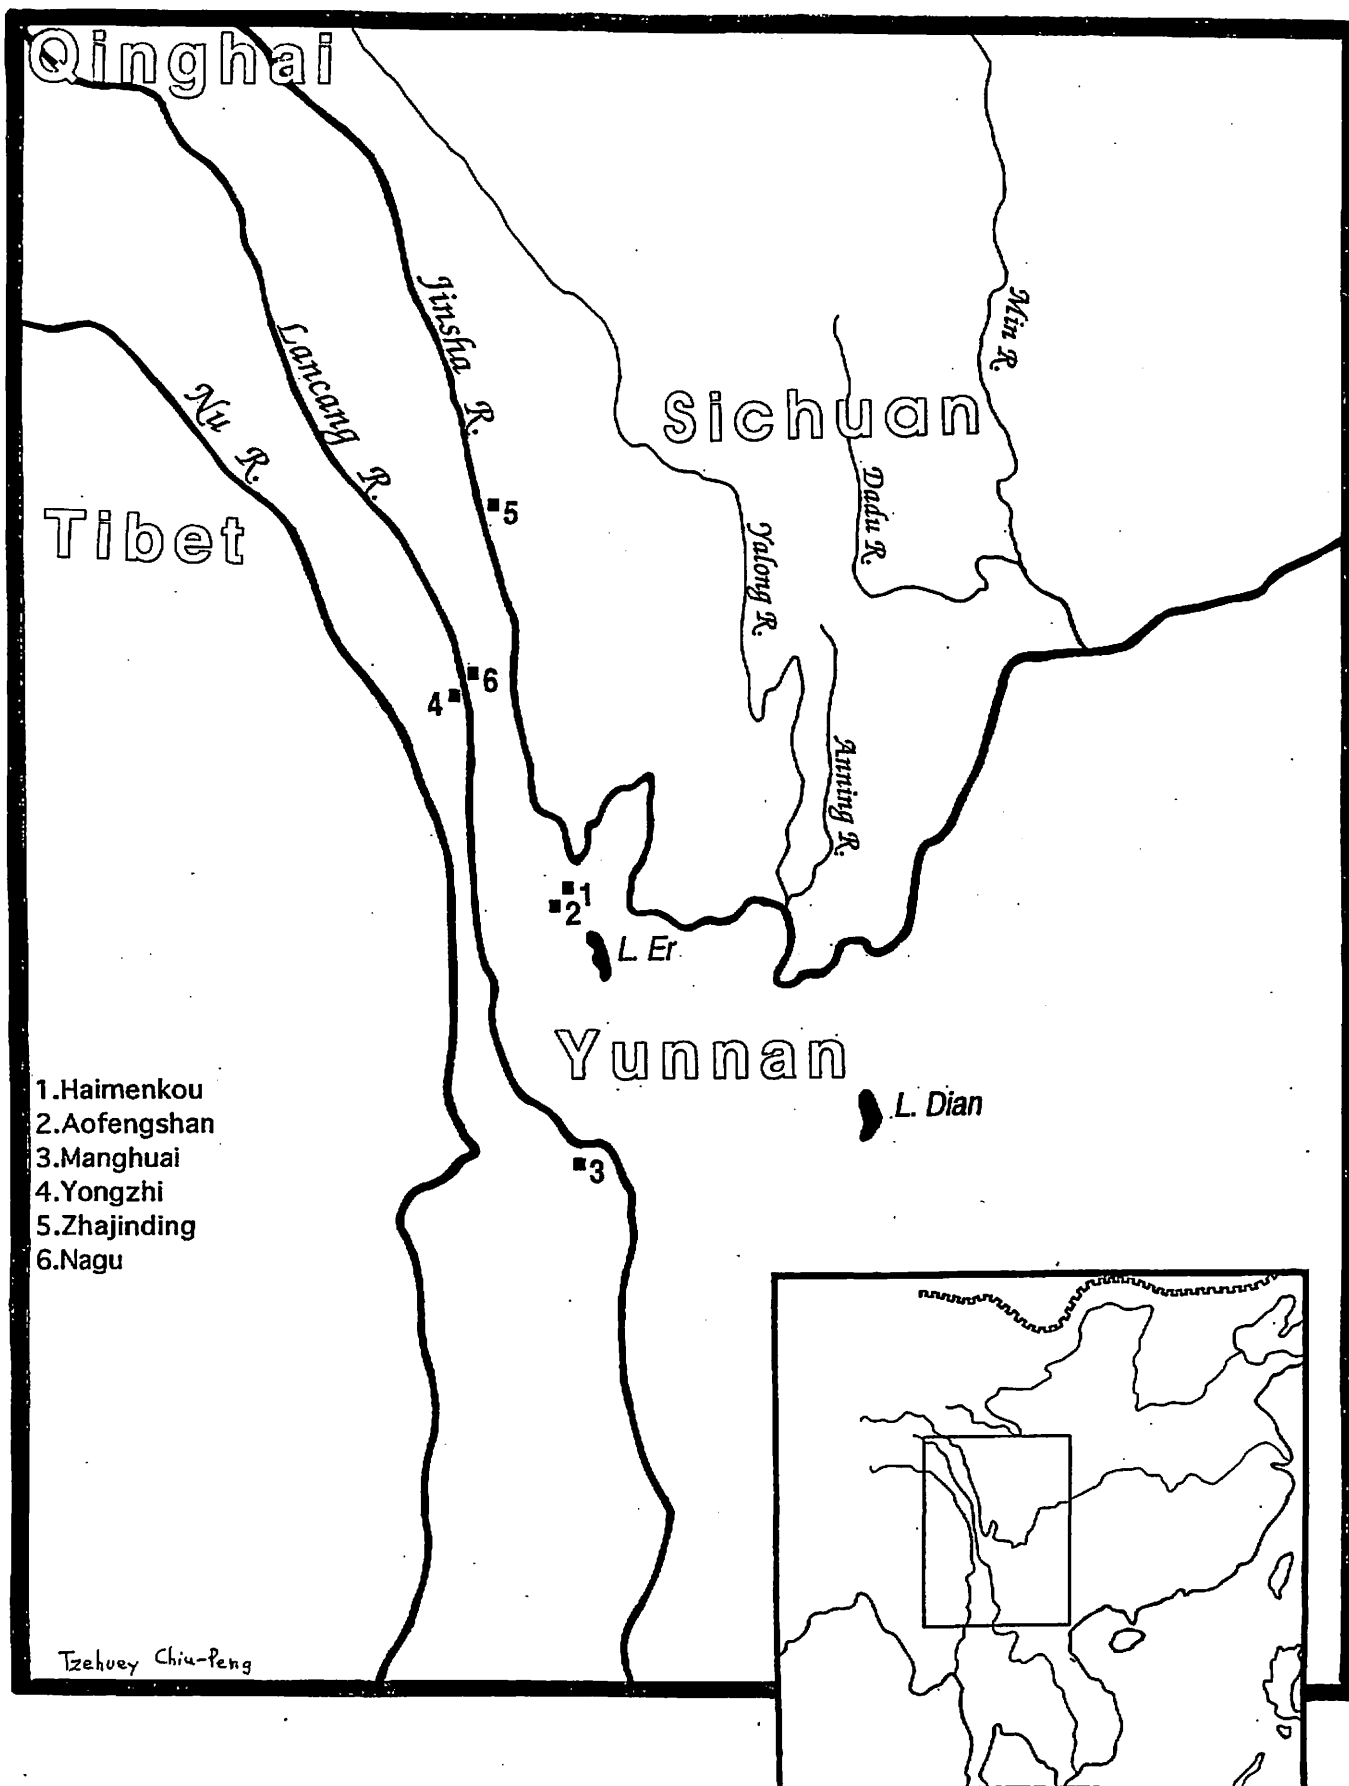 Qinghai
Jinsha R.
Min R.
Lancang R.
Nu R.
Sichuan
Dadu R.
5
Tibet
Yalong R.
6
4
Anning R.
1
2
L. Er
Yunnan
L. Dian
1.Haimenkou
2.Aofengshan
3.Manghuai
4.Yongzhi
5.Zhajinding
6.Nagu
3
Tzehuey Chiu-Peng